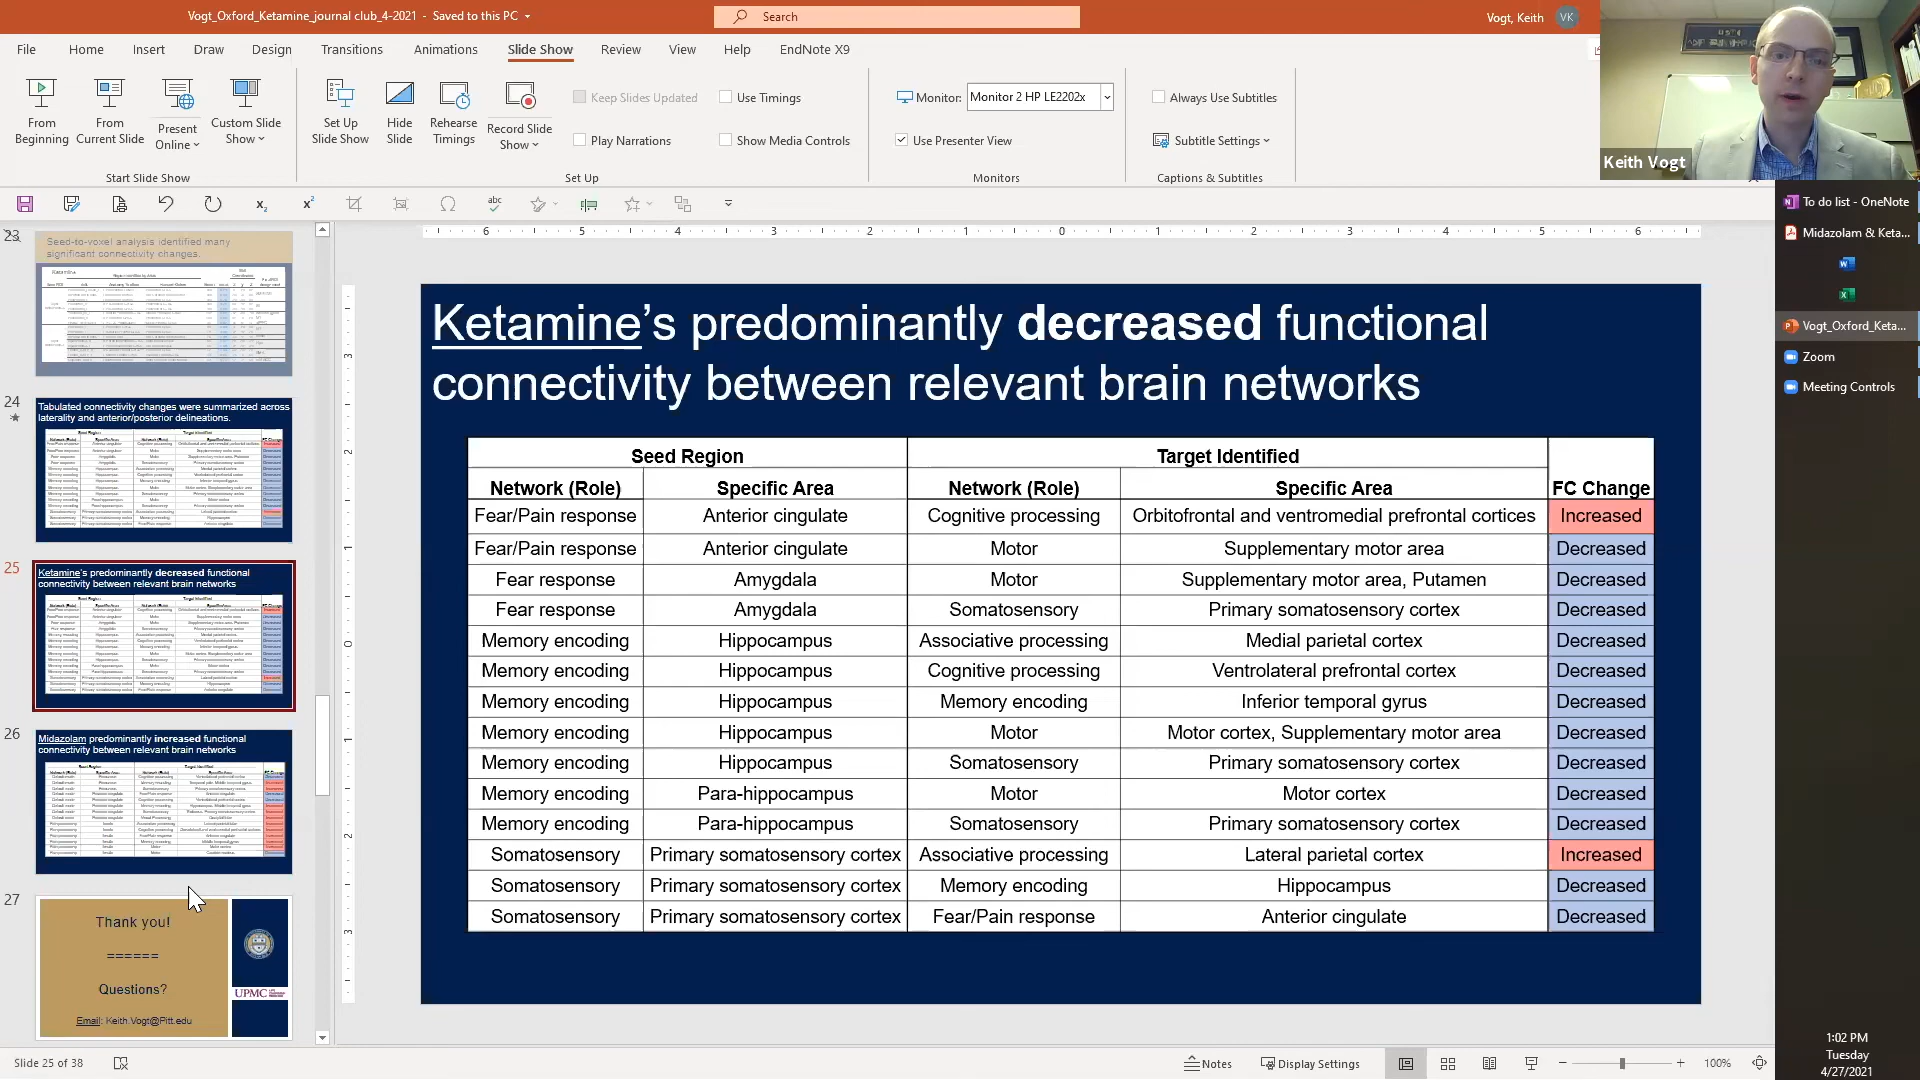 Vogt_Oxford_Ketamine_journal club_4-2021 - Saved to this PC
Search
Vogt, Keith VK
File Home Insert Draw Design Transitions Animations Slide Show Review View Help EndNote X9
From Beginning
From Current Slide
Present Online
Custom Slide Show
Set Up Slide Show
Hide Slide
Rehearse Timings
Record Slide Show
Keep Slides Updated
Play Narrations
Use Timings
Show Media Controls
Monitor: Monitor 2 HP LE2202x
Use Presenter View
Always Use Subtitles
Subtitle Settings
Start Slide Show Set Up Monitors Captions & Subtitles
Keith Vogt
To do list - OneNote
Midazolam & Keta...
Vogt_Oxford_Keta...
Zoom
Meeting Controls
23
Seed-to-voxel analysis identified many
significant connectivity changes.
24
Tabulated connectivity changes were summarized across
laterality and anterior/posterior delineations.
25
Ketamine's predominantly decreased functional
connectivity between relevant brain networks
26
Midazolam predominantly increased functional
connectivity between relevant brain networks
27
Thank you!
======
Questions?
UPMC
Email: Keith.Vogt@Pitt.edu
Ketamine's predominantly decreased functional
connectivity between relevant brain networks
Seed Region Target Identified
Network (Role) Specific Area Network (Role) Specific Area FC Change
Fear/Pain response Anterior cingulate Cognitive processing Orbitofrontal and ventromedial prefrontal cortices Increased
Fear/Pain response Anterior cingulate Motor Supplementary motor area Decreased
Fear response Amygdala Motor Supplementary motor area, Putamen Decreased
Fear response Amygdala Somatosensory Primary somatosensory cortex Decreased
Memory encoding Hippocampus Associative processing Medial parietal cortex Decreased
Memory encoding Hippocampus Cognitive processing Ventrolateral prefrontal cortex Decreased
Memory encoding Hippocampus Memory encoding Inferior temporal gyrus Decreased
Memory encoding Hippocampus Motor Motor cortex, Supplementary motor area Decreased
Memory encoding Hippocampus Somatosensory Primary somatosensory cortex Decreased
Memory encoding Para-hippocampus Motor Motor cortex Decreased
Memory encoding Para-hippocampus Somatosensory Primary somatosensory cortex Decreased
Somatosensory Primary somatosensory cortex Associative processing Lateral parietal cortex Increased
Somatosensory Primary somatosensory cortex Memory encoding Hippocampus Decreased
Somatosensory Primary somatosensory cortex Fear/Pain response Anterior cingulate Decreased
Slide 25 of 38
Notes Display Settings 100%
1:02 PM
Tuesday
4/27/2021